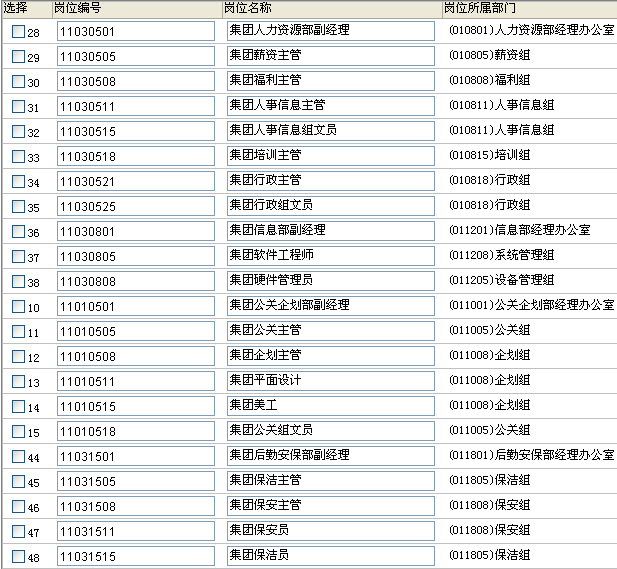 选择 岗位编号 岗位名称 岗位所属部门
28 11030501 集团人力资源部副经理 (010801)人力资源部经理办公室
29 11030505 集团薪资主管 (010805)薪资组
30 11030508 集团福利主管 (010808)福利组
31 11030511 集团人事信息主管 (010811)人事信息组
32 11030515 集团人事信息组文员 (010811)人事信息组
33 11030518 集团培训主管 (010815)培训组
34 11030521 集团行政主管 (010818)行政组
35 11030525 集团行政组文员 (010818)行政组
36 11030801 集团信息部副经理 (011201)信息部经理办公室
37 11030805 集团软件工程师 (011208)系统管理组
38 11030808 集团硬件管理员 (011205)设备管理组
10 11010501 集团公关企划部副经理 (011001)公关企划部经理办公室
11 11010505 集团公关主管 (011005)公关组
12 11010508 集团企划主管 (011008)企划组
13 11010511 集团平面设计 (011008)企划组
14 11010515 集团美工 (011008)企划组
15 11010518 集团公关组文员 (011005)公关组
44 11031501 集团后勤安保部副经理 (011801)后勤安保部经理办公室
45 11031505 集团保洁主管 (011805)保洁组
46 11031508 集团保安主管 (011808)保安组
47 11031511 集团保安员 (011808)保安组
48 11031515 集团保洁员 (011805)保洁组